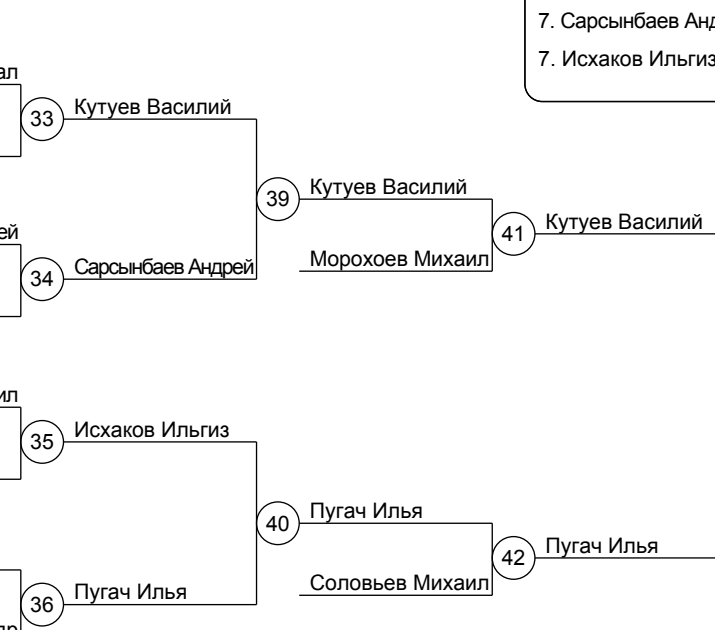 7. Сарсынбаев
7. Исхаков Ильгиз
33 Кутуев Василий
39 Кутуев Василий
41 Кутуев Василий
34 Сарсынбаев Андрей
Морохоев Михаил
35 Исхаков Ильгиз
40 Пугач Илья
42 Пугач Илья
Соловьев Михаил
36 Пугач Илья